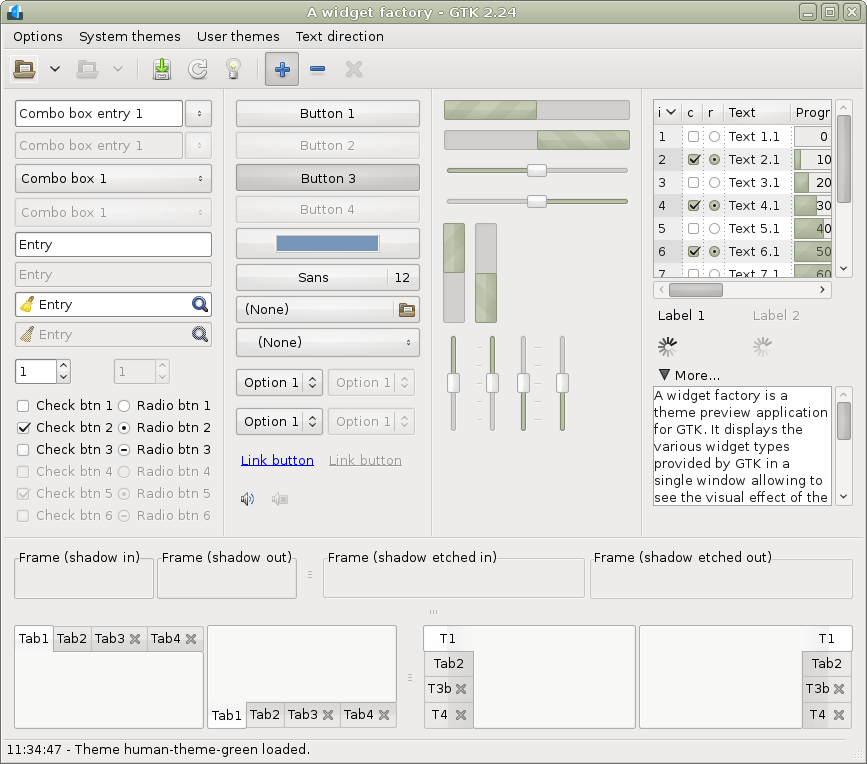 A widget factory - GTK 2.24
Options System themes User themes Text direction
Combo box entry 1
Combo box entry 1
Combo box 1
Combo box 1
Entry
Entry
Entry
Entry
1 1
Check btn 1 Radio btn 1
Check btn 2 Radio btn 2
Check btn 3 Radio btn 3
Check btn 4 Radio btn 4
Check btn 5 Radio btn 5
Check btn 6 Radio btn 6
Button 1
Button 2
Button 3
Button 4
Sans 12
(None)
(None)
Option 1 Option 1
Option 1 Option 1
Link button Link button
i c r Text Progr
1 Text 1.1 0
2 Text 2.1 10
3 Text 3.1 20
4 Text 4.1 30
5 Text 5.1 40
6 Text 6.1 50
7 Text 7.1 60
Label 1 Label 2
More...
A widget factory is a
theme preview application
for GTK. It displays the
various widget types
provided by GTK in a
single window allowing to
see the visual effect of the
Frame (shadow in) Frame (shadow out) Frame (shadow etched in) Frame (shadow etched out)
Tab1 Tab2 Tab3 Tab4
Tab1 Tab2 Tab3 Tab4
T1
Tab2
T3b
T4
T1
Tab2
T3b
T4
11:34:47 - Theme human-theme-green loaded.